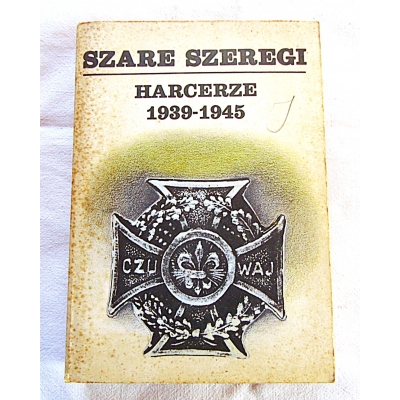 SZARE SZEREGI
HARCERZE
1939-1945
CZU WAJ